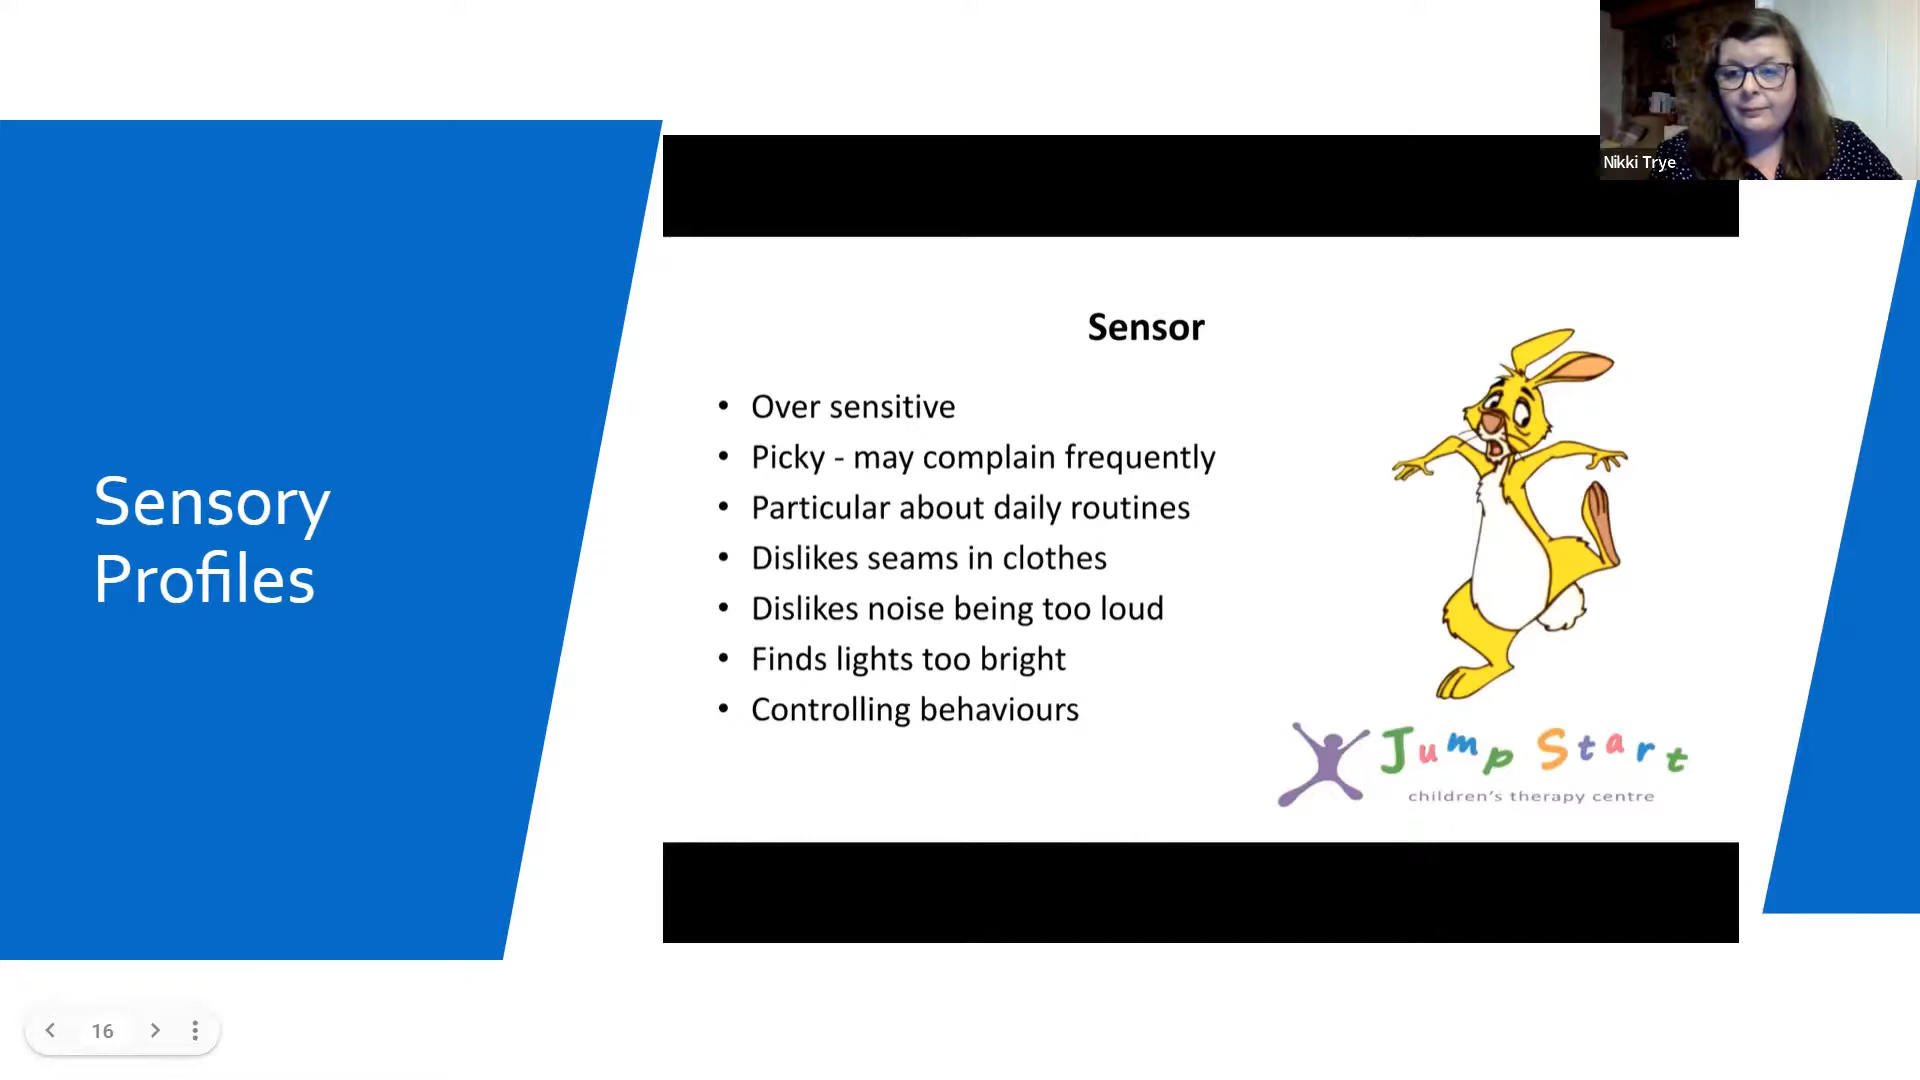 Nikki Trye
Sensory
Profiles
Sensor
• Over sensitive
• Picky - may complain frequently
• Particular about daily routines
• Dislikes seams in clothes
• Dislikes noise being too loud
• Finds lights too bright
• Controlling behaviours
Jump Start
children's therapy centre
16